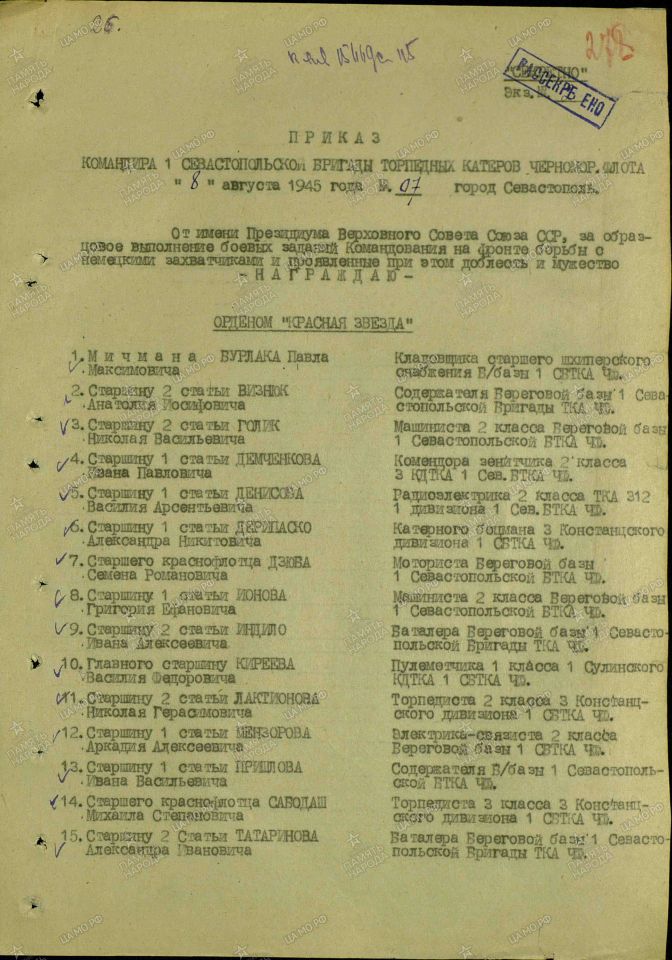 26.
278
"СЕКРЕТНО"
РАССЕКРЕЧЕНО
Экз.
ПРИКАЗ
КОМАНДИРА 1 СЕВАСТОПОЛЬСКОЙ БРИГАДЫ ТОРПЕДНЫХ КАТЕРОВ ЧЕРНОМОР.ФЛОТА
" 8 " августа 1945 года №. 07 город Севастополь.
От имени Президиума Верховного Совета Союза ССР, за образ-
цовое выполнение боевых заданий Командования на фронте борьбы с
немецкими захватчиками и проявленные при этом доблесть и мужество
- НАГРАЖДАЮ -
ОРДЕНОМ "КРАСНАЯ ЗВЕЗДА"
1. Мичмана БУРЛАКА Павла Кладовщика старшего шхиперского
Максимовича снабжения Б/базы 1 СБТКА ЧФ.
2. Старшину 2 статьи ВИЗНЮК Содержателя Береговой базы 1 Сева-
Анатолия Иосифовича стопольской Бригады ТКА ЧФ.
3. Старшину 2 статьи ГОЛИК Машиниста 2 класса Береговой базы
Николая Васильевича 1 Севастопольской БТКА ЧФ.
4. Старшину 1 статьи ДЕМЧЕНКОВА Комендора зенитчика 2 класса
Ивана Павловича 3 КДТКА 1 Сев.БТКА ЧФ.
5. Старшину 1 статьи ДЕНИСОВА Радиоэлектрика 2 класса ТКА 312
Василия Арсентьевича 1 дивизиона 1 Сев.БТКА ЧФ.
6. Старшину 1 статьи ДЕРИПАСКО Катерного боцмана 3 Констанцского
Александра Никитовича дивизиона 1 СБТКА ЧФ.
7. Старшего краснофлотца ДЗЮБА Моториста Береговой базы
Семена Романовича 1 Севастопольской БТКА ЧФ.
8. Старшину 1 статьи ИОНОВА Машиниста 2 класса Береговой базы
Григория Ефановича 1 Севастопольской БТКА ЧФ.
9. Старшину 2 статьи ИНДИЛО Баталера Береговой базы 1 Севасто-
Ивана Алексеевича польской Бригады ТКА ЧФ.
10. Главного старшину КИРЕЕВА Пулеметчика 1 класса 1 Сулинского
Василия Федоровича КДТКА 1 СБТКА ЧФ.
11. Старшину 2 статьи ЛАКТИОНОВА Торпедиста 2 класса 3 Констанц-
Николая Герасимовича ского дивизиона 1 СБТКА ЧФ.
12. Старшину 1 статьи МЕНЗОРОВА Электрика-связиста 2 класса
Аркадия Алексеевича Береговой базы 1 СБТКА ЧФ.
13. Старшину 1 статьи ПРИШЛОВА Содержателя Б/базы 1 Севастополь-
Ивана Васильевича ской БТКА ЧФ.
14. Старшего краснофлотца САБОДАШ Торпедиста 3 класса 3 Констанц-
Михаила Степановича ского дивизиона 1 СБТКА ЧФ.
15. Старшину 2 Статьи ТАТАРИНОВА Баталера Береговой базы 1 Севасто-
Александра Ивановича польской Бригады ТКА ЧФ.